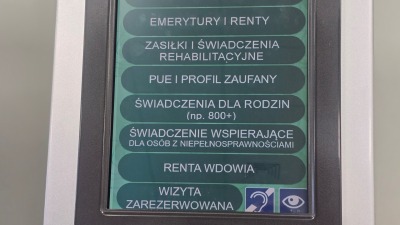 EMERYTURY I RENTY
ZASIŁKI I ŚWIADCZENIA
REHABILITACYJNE
PUE I PROFIL ZAUFANY
ŚWIADCZENIA DLA RODZIN
(np. 800+)
ŚWIADCZENIE WSPIERAJĄCE
DLA OSÓB Z NIEPEŁNOSPRAWNOŚCIAMI
RENTA WDOWIA
WIZYTA
ZAREZERWOWANA